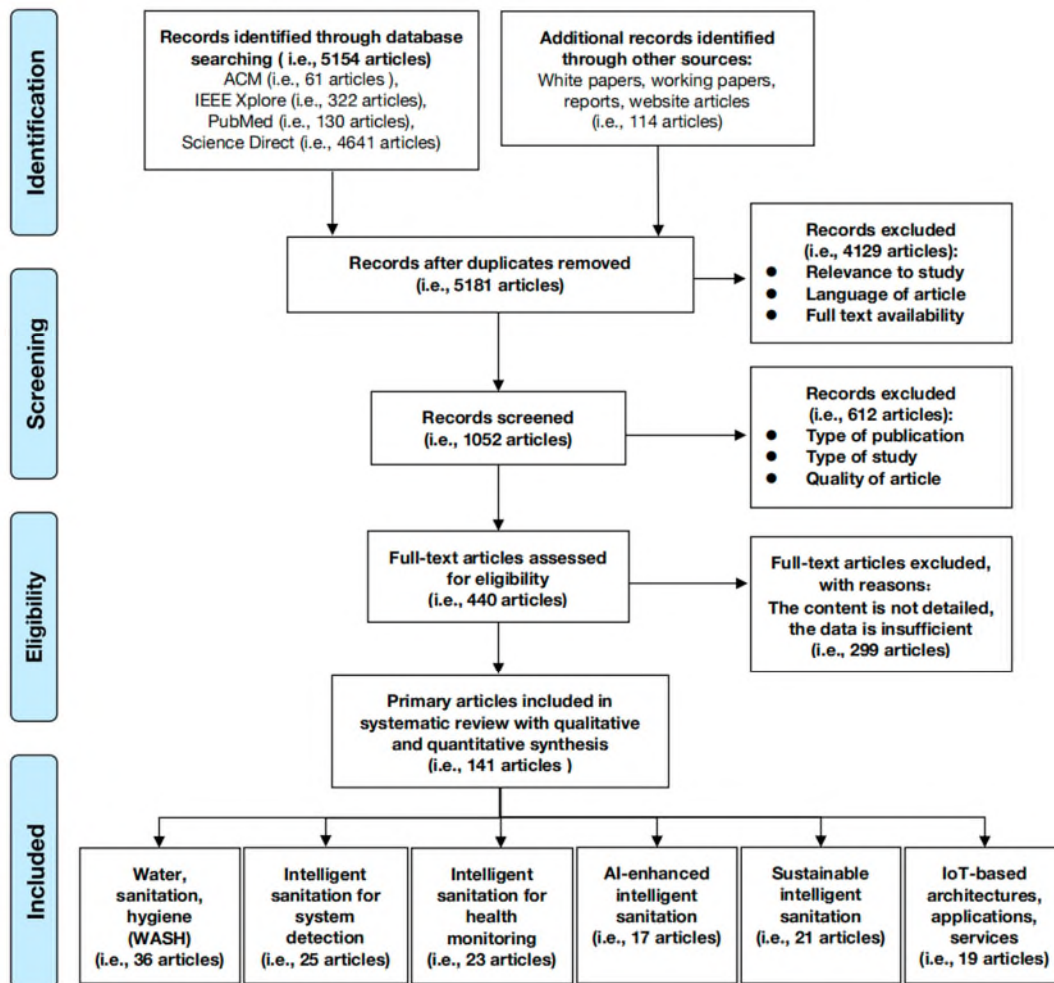 Identification
Records identified through database
searching ( i.e., 5154 articles)
ACM (i.e., 61 articles ),
IEEE Xplore (i.e., 322 articles),
PubMed (i.e., 130 articles),
Science Direct (i.e., 4641 articles)
Additional records identified
through other sources:
White papers, working papers,
reports, website articles
(i.e., 114 articles)
Screening
Records after duplicates removed
(i.e., 5181 articles)
Records excluded
(i.e., 4129 articles):
● Relevance to study
● Language of article
● Full text availability
Records screened
(i.e., 1052 articles)
Records excluded
(i.e., 612 articles):
● Type of publication
● Type of study
● Quality of article
Eligibility
Full-text articles assessed
for eligibility
(i.e., 440 articles)
Full-text articles excluded,
with reasons:
The content is not detailed,
the data is insufficient
(i.e., 299 articles)
Primary articles included in
systematic review with qualitative
and quantitative synthesis
(i.e., 141 articles )
Included
Water,
sanitation,
hygiene
(WASH)
(i.e., 36 articles)
Intelligent
sanitation for
system
detection
(i.e., 25 articles)
Intelligent
sanitation for
health
monitoring
(i.e., 23 articles)
AI-enhanced
intelligent
sanitation
(i.e., 17 articles)
Sustainable
intelligent
sanitation
(i.e., 21 articles)
IoT-based
architectures,
applications,
services
(i.e., 19 articles)